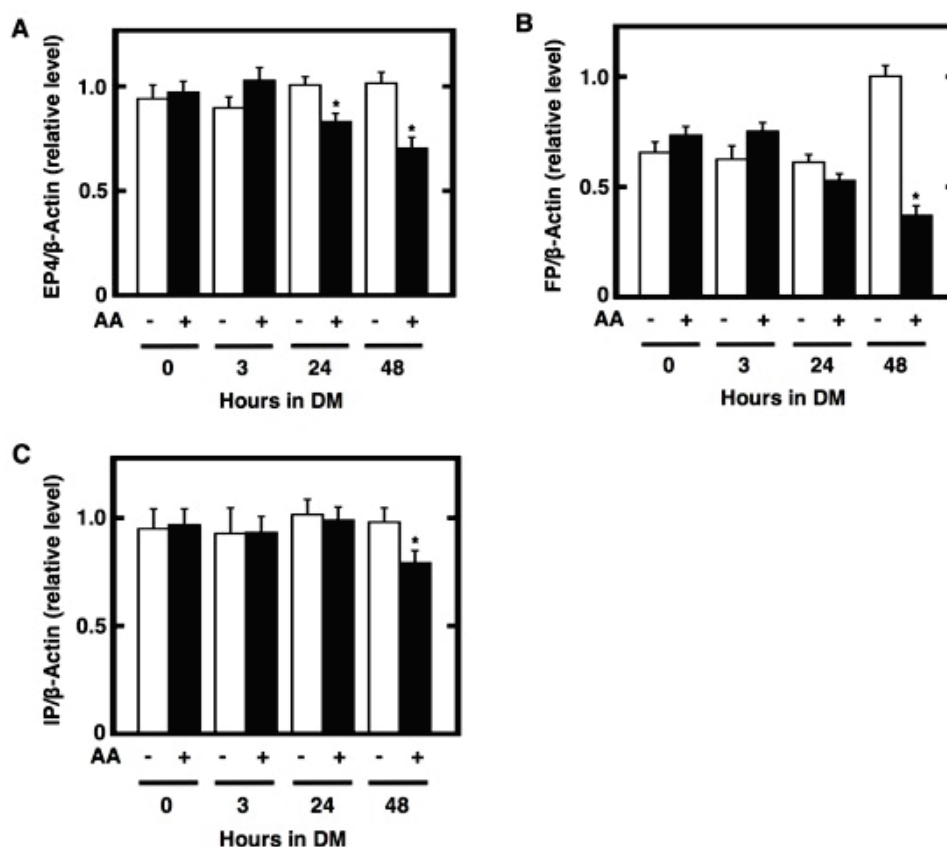 A
EP4/β-Actin (relative level)
1.0
0.5
0
* *
AA - + - + - + - +
0 3 24 48
Hours in DM
B
FP/β-Actin (relative level)
1.0
0.5
0
*
AA - + - + - + - +
0 3 24 48
Hours in DM
C
IP/β-Actin (relative level)
1.0
0.5
0
*
AA - + - + - + - +
0 3 24 48
Hours in DM